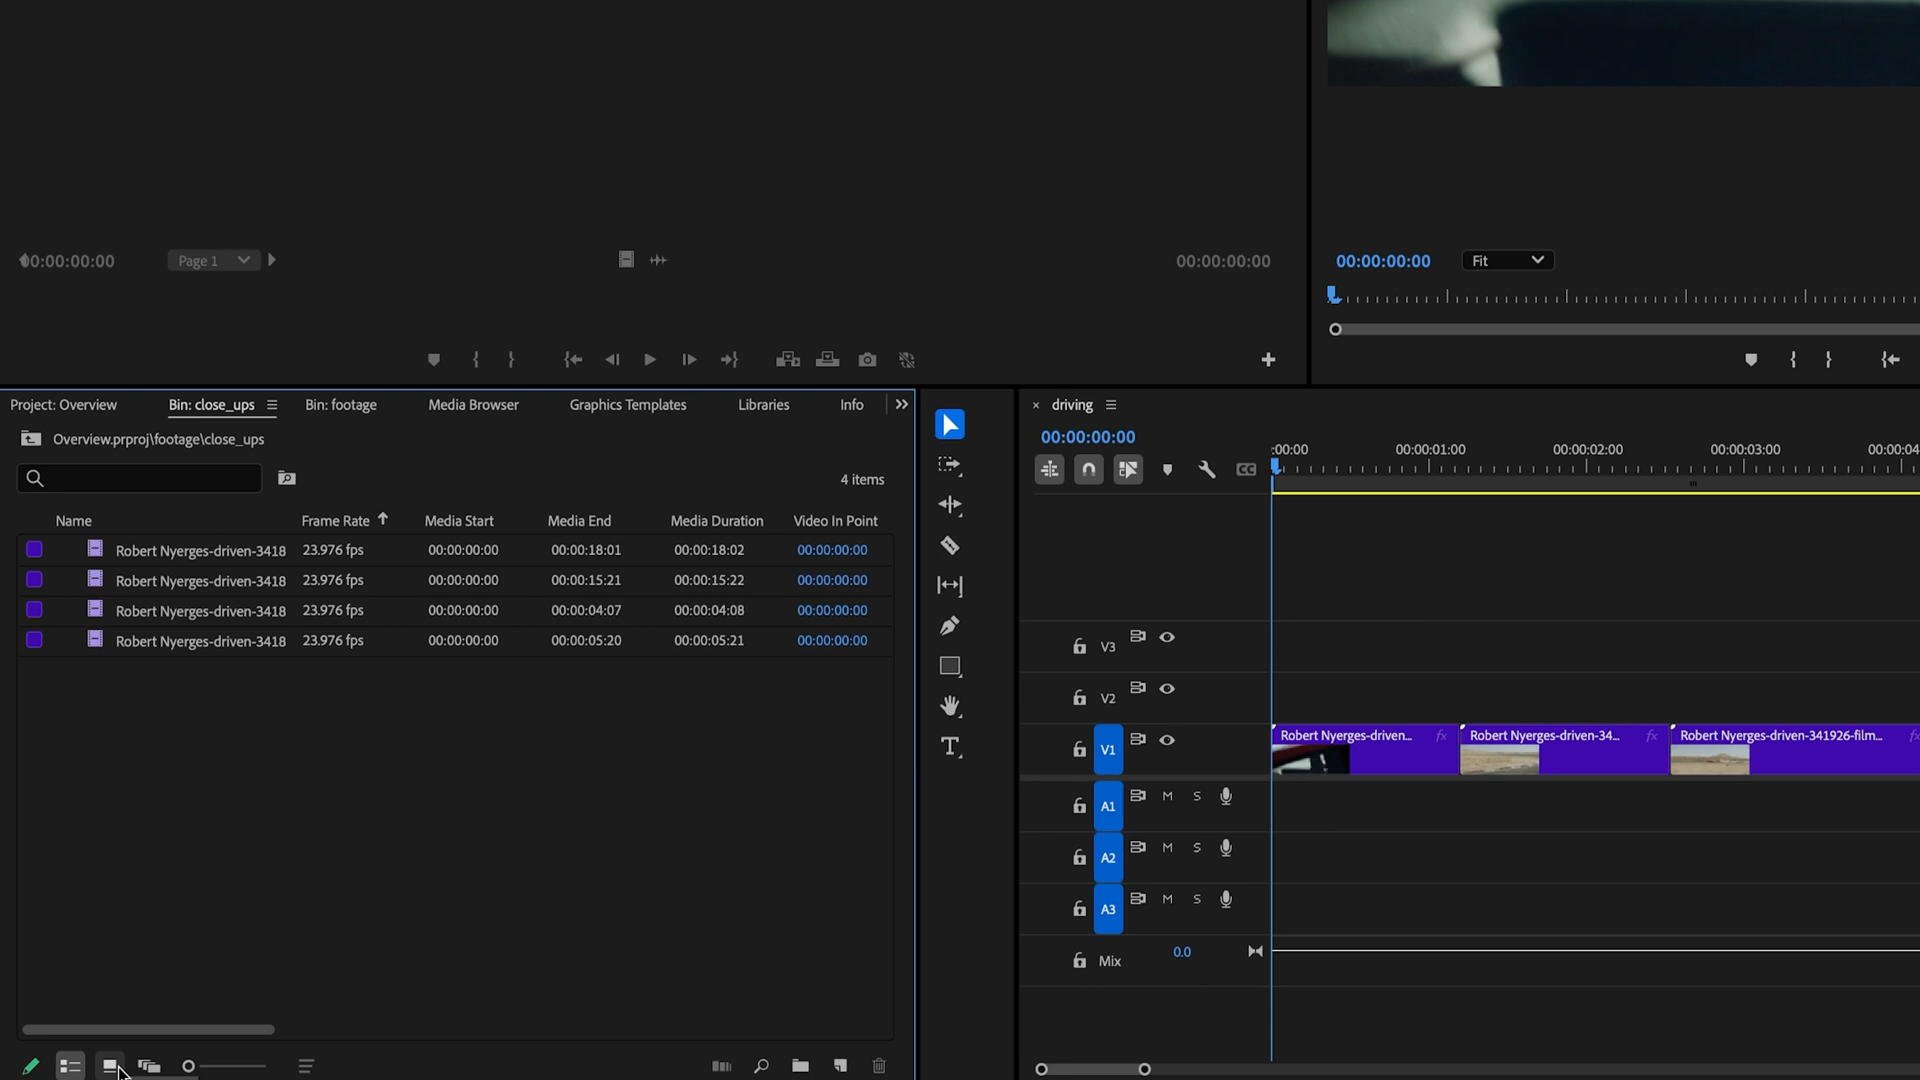 00:00:00:00
Page 1
00:00:00:00
00:00:00:00
Fit
Project: Overview
Bin: close_ups
Bin: footage
Media Browser
Graphics Templates
Libraries
Info
Overview.prproj\footage\close_ups
4 items
Name Frame Rate Media Start Media End Media Duration Video In Point
Robert Nyerges-driven-3418 23.976 fps 00:00:00:00 00:00:18:01 00:00:18:02 00:00:00:00
Robert Nyerges-driven-3418 23.976 fps 00:00:00:00 00:00:15:21 00:00:15:22 00:00:00:00
Robert Nyerges-driven-3418 23.976 fps 00:00:00:00 00:00:04:07 00:00:04:08 00:00:00:00
Robert Nyerges-driven-3418 23.976 fps 00:00:00:00 00:00:05:20 00:00:05:21 00:00:00:00
T
× driving
00:00:00:00
CC
:00:00 00:00:01:00 00:00:02:00 00:00:03:00 00:00:04
V3
V2
V1
Robert Nyerges-driven... fx Robert Nyerges-driven-34... fx Robert Nyerges-driven-341926-film... fx
A1 M S
A2 M S
A3 M S
Mix 0.0